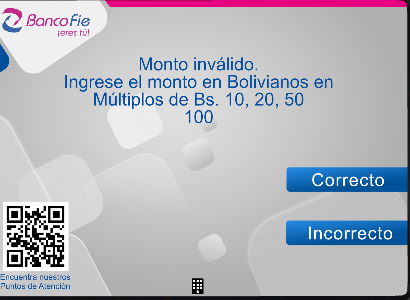 BancoFie
¡eres tú!
Monto inválido.
Ingrese el monto en Bolivianos en
Múltiplos de Bs. 10, 20, 50
100
Correcto
Incorrecto
Encuentra nuestros
Puntos de Atención